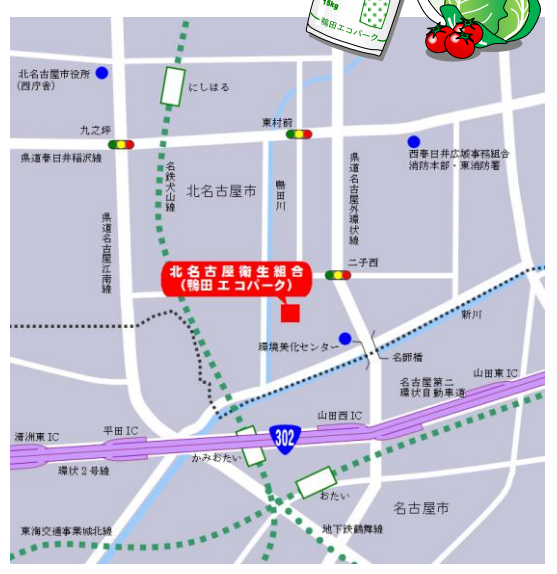 15kg
鴨田エコパーク
北名古屋市役所
(西庁舎)
にしはる
九之坪
東村前
県道春日井稲沢線
西春日井広域事務組合
消防本部・東消防署
名鉄犬山線
北名古屋市
鴨田川
県道名古屋外環状線
県道名古屋江南線
二子西
北名古屋衛生組合
(鴨田エコパーク)
新川
環境美化センター
名師橋
山田東IC
名古屋第二
環状自動車道
山田西IC
平田IC
清洲東IC
302
環状2号線
かみおたい
おたい
名古屋市
東海交通事業城北線
地下鉄鶴舞線